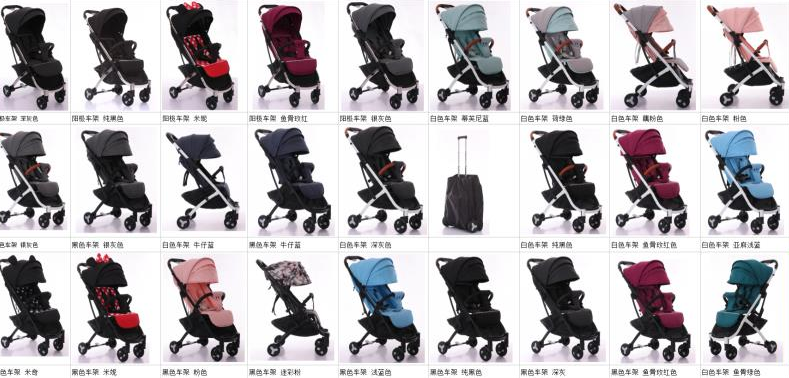 极车架 深灰色
阳极车架 纯黑色
阳极车架 米妮
阳极车架 鱼骨玫红
阳极车架 银灰色
白色车架 蒂芙尼蓝
白色车架 荷绿色
白色车架 藕粉色
白色车架 粉色
色车架 银灰色
黑色车架 银灰色
白色车架 牛仔蓝
黑色车架 牛仔蓝
白色车架 深灰色
白色车架 纯黑色
白色车架 鱼骨玫红色
白色车架 亚麻浅蓝
色车架 米奇
黑色车架 米妮
黑色车架 粉色
黑色车架 迷彩粉
黑色车架 浅蓝色
黑色车架 纯黑色
黑色车架 深灰
黑色车架 鱼骨玫红色
白色车架 鱼骨绿色